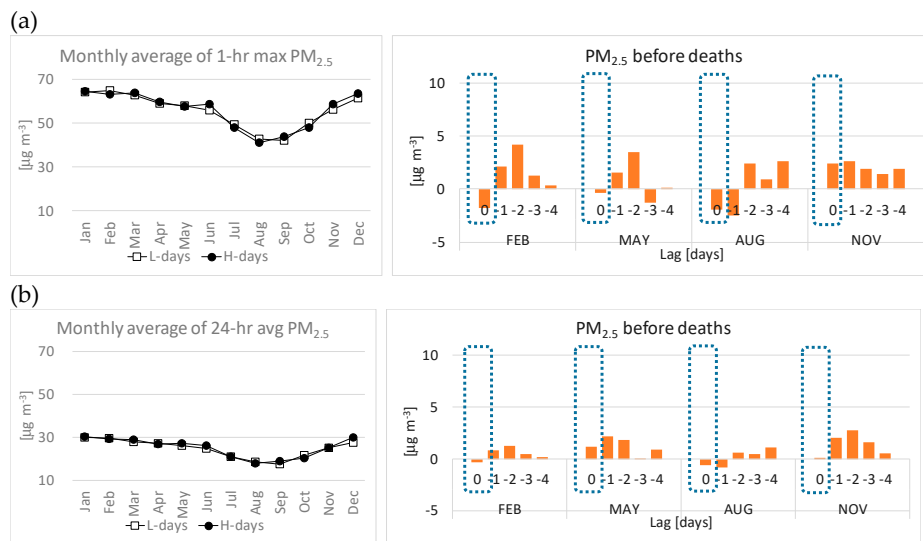 (a)
Monthly average of 1-hr max PM2.5
70
50
30
10
[µg m-3]
Jan Feb Mar Apr May Jun Jul Aug Sep Oct Nov Dec
L-days H-days
PM2.5 before deaths
10
5
0
-5
0 -1 -2 -3 -4 0 -1 -2 -3 -4 0 -1 -2 -3 -4 0 -1 -2 -3 -4
FEB MAY AUG NOV
Lag [days]
[µg m-3]
(b)
Monthly average of 24-hr avg PM2.5
70
50
30
10
[µg m-3]
Jan Feb Mar Apr May Jun Jul Aug Sep Oct Nov Dec
L-days H-days
PM2.5 before deaths
10
5
0
-5
0 -1 -2 -3 -4 0 -1 -2 -3 -4 0 -1 -2 -3 -4 0 -1 -2 -3 -4
FEB MAY AUG NOV
Lag [days]
[µg m-3]